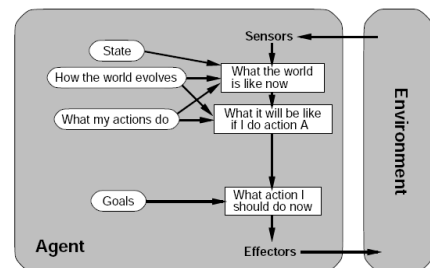 Sensors
State
How the world evolves
What my actions do
What the world
is like now
What it will be like
if I do action A
Goals
What action I
should do now
Agent
Effectors
Environment